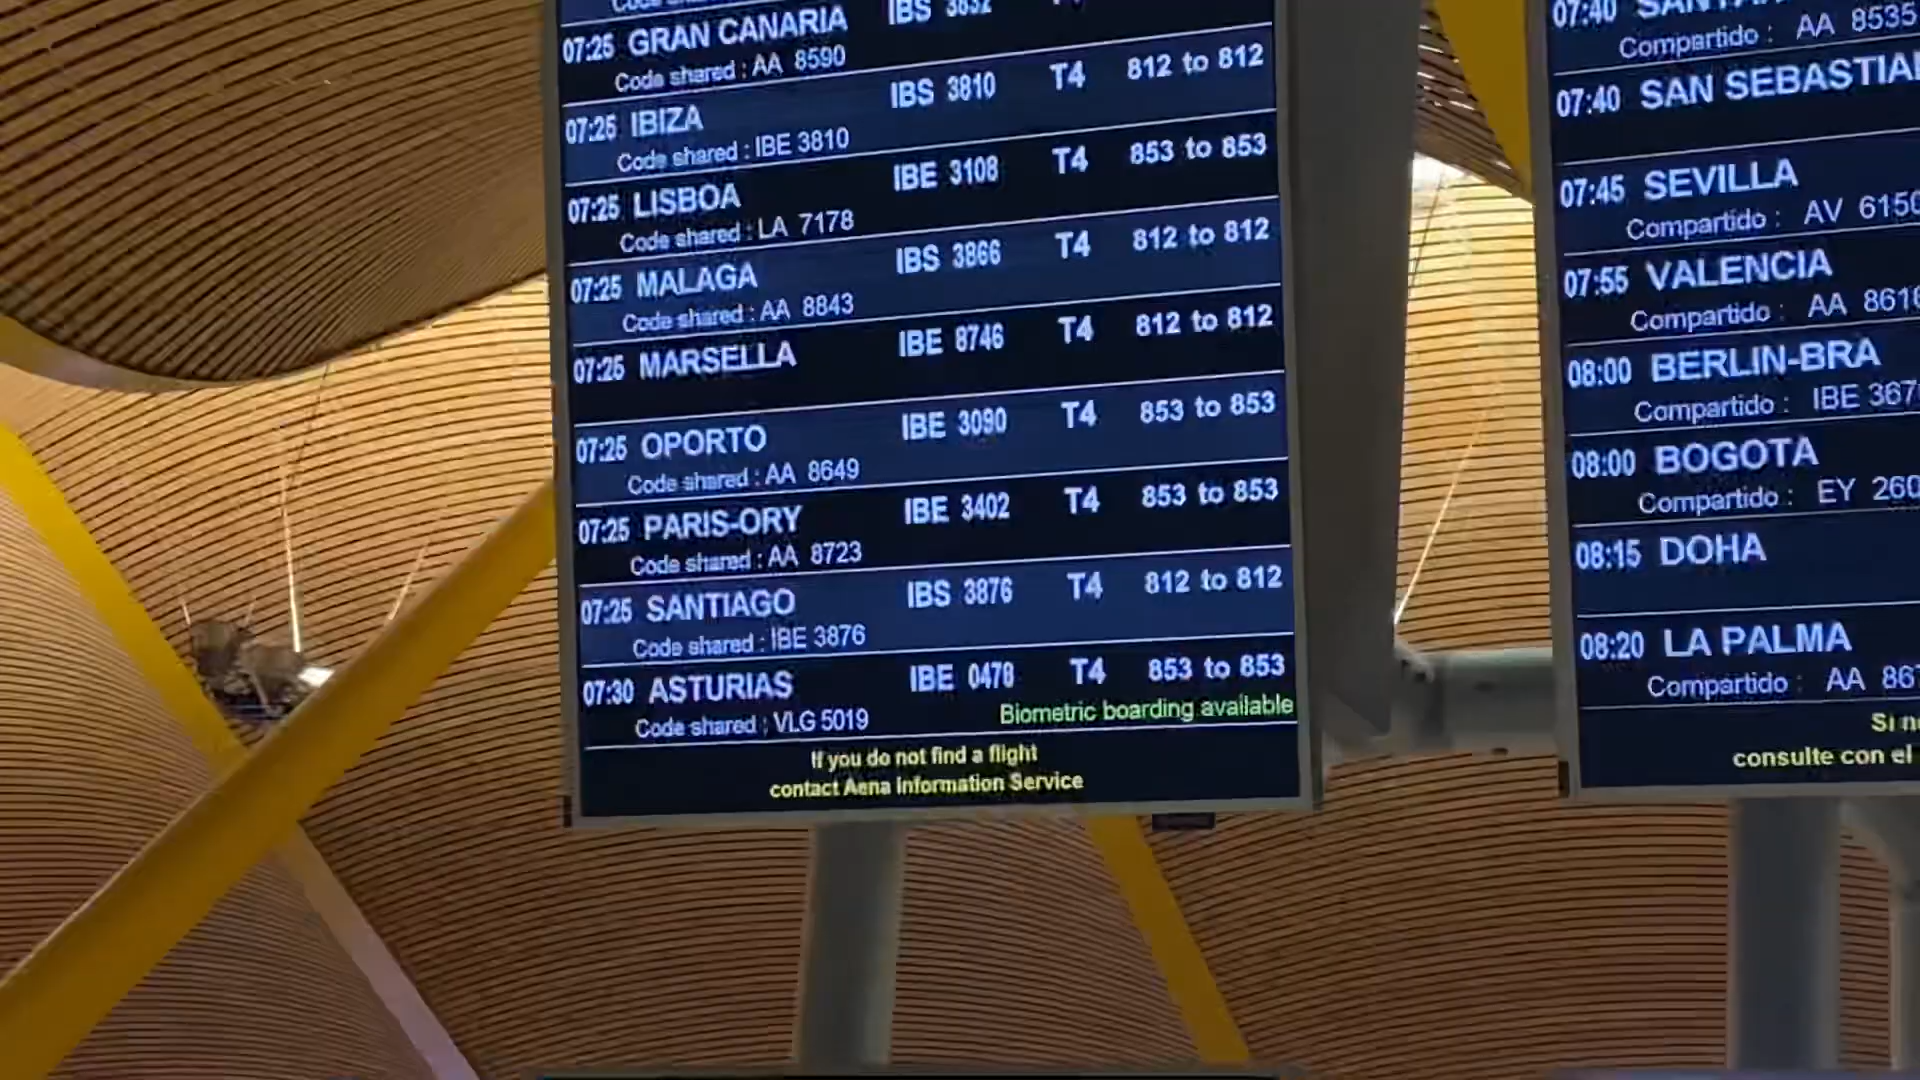 Code shared
07:25 GRAN CANARIA IBS 3832
Code shared : AA 8590
07:25 IBIZA IBS 3810 T4 812 to 812
Code shared : IBE 3810
07:25 LISBOA IBE 3108 T4 853 to 853
Code shared : LA 7178
07:25 MALAGA IBS 3866 T4 812 to 812
Code shared : AA 8843
07:25 MARSELLA IBE 8746 T4 812 to 812
07:25 OPORTO IBE 3090 T4 853 to 853
Code shared : AA 8649
07:25 PARIS-ORY IBE 3402 T4 853 to 853
Code shared : AA 8723
07:25 SANTIAGO IBS 3876 T4 812 to 812
Code shared : IBE 3876
07:30 ASTURIAS IBE 0478 T4 853 to 853
Code shared : VLG 5019 Biometric boarding available
If you do not find a flight
contact Aena Information Service
07:40
Compartido : AA 8535
07:40 SAN SEBASTIA
07:45 SEVILLA
Compartido : AV 6150
07:55 VALENCIA
Compartido : AA 861
08:00 BERLIN-BRA
Compartido : IBE 367
08:00 BOGOTA
Compartido : EY 260
08:15 DOHA
08:20 LA PALMA
Compartido : AA 867
Si n
consulte con el